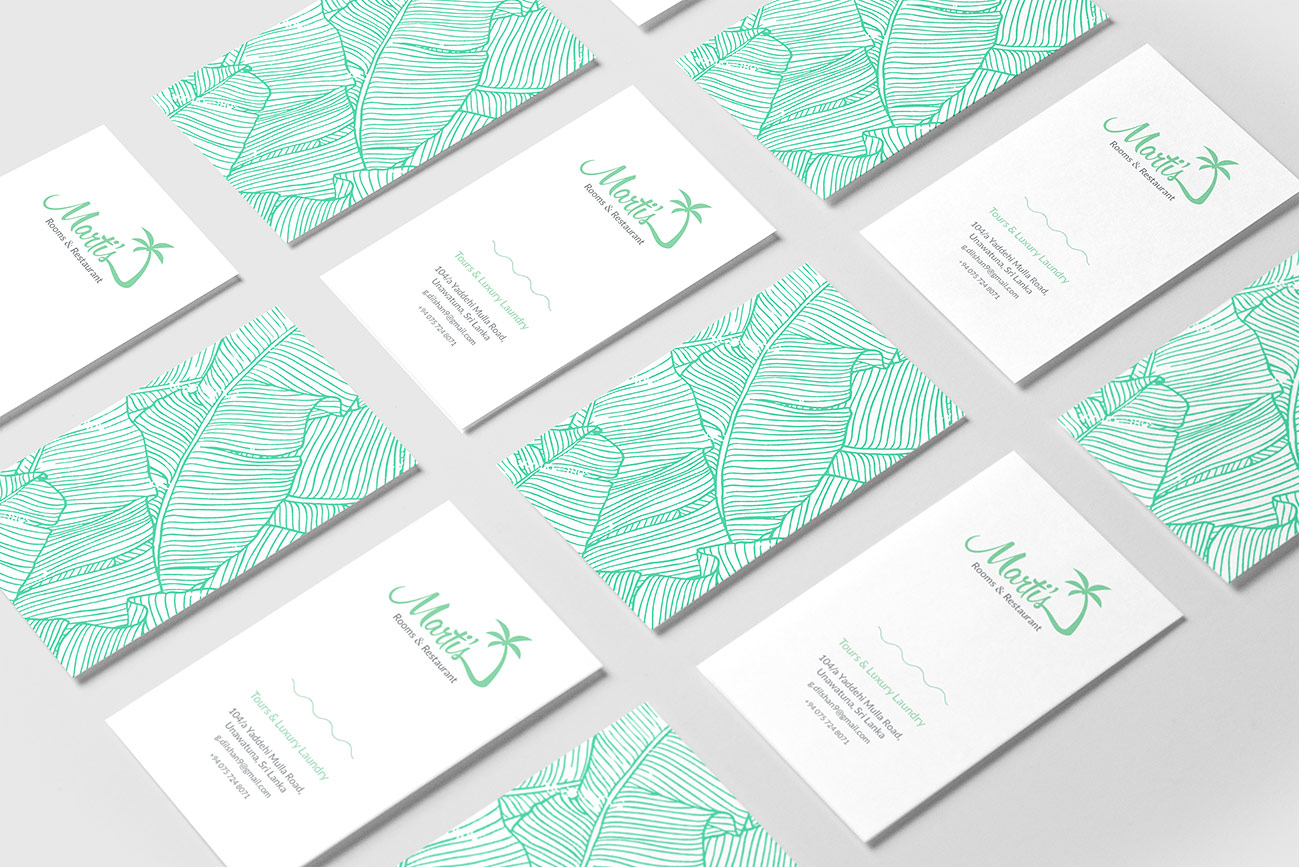 Marti's
Rooms & Restaurant
Marti's
Rooms & Restaurant
Tours & Luxury Laundry
104/a Yaddehi Mulla Road,
Unawatuna, Sri Lanka
g.dilshan9@gmail.com
+94 075 724 8071
Marti's
Rooms & Restaurant
Tours & Luxury Laundry
104/a Yaddehi Mulla Road,
Unawatuna, Sri Lanka
g.dilshan9@gmail.com
+94 075 724 8071
Marti's
Rooms & Restaurant
Tours & Luxury Laundry
104/a Yaddehi Mulla Road,
Unawatuna, Sri Lanka
g.dilshan9@gmail.com
+94 075 724 8071
Marti's
Rooms & Restaurant
Tours & Luxury Laundry
104/a Yaddehi Mulla Road,
Unawatuna, Sri Lanka
g.dilshan9@gmail.com
+94 075 724 8071